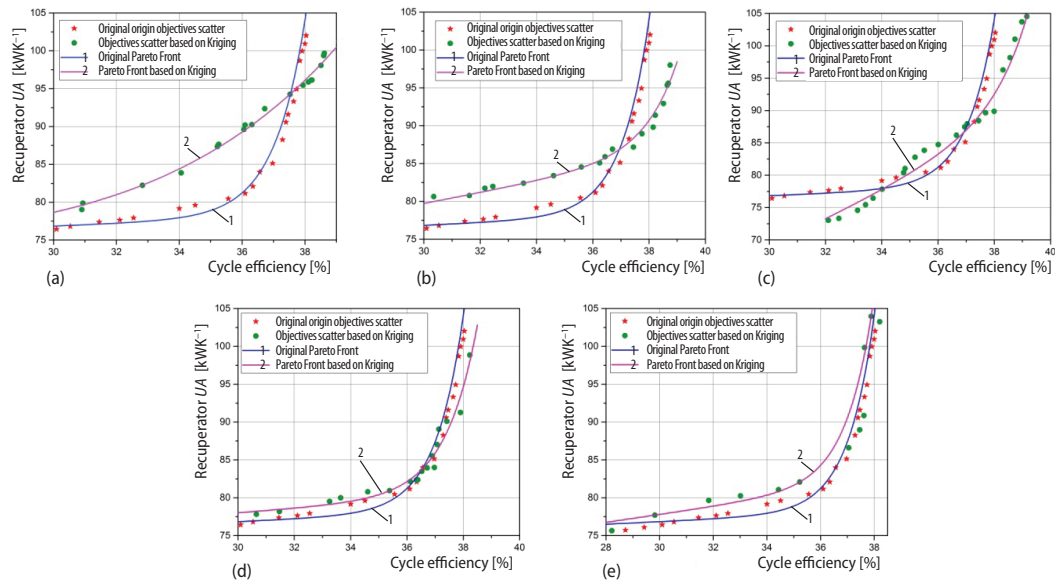 105
100
95
90
85
80
75
Recuperator UA [kWK⁻¹]
Original origin objectives scatter
Objectives scatter based on Kriging
1 Original Pareto Front
2 Pareto Front based on Kriging
2
1
30 32 34 36 38
(a) Cycle efficiency [%]
105
100
95
90
85
80
75
Recuperator UA [kWK⁻¹]
Original origin objectives scatter
Objectives scatter based on Kriging
1 Original Pareto Front
2 Pareto Front based on Kriging
2
1
30 32 34 36 38 40
(b) Cycle efficiency [%]
105
100
95
90
85
80
75
70
Recuperator UA [kWK⁻¹]
Original origin objectives scatter
Objectives scatter based on Kriging
1 Original Pareto Front
2 Pareto Front based on Kriging
2
1
30 32 34 36 38 40
(c) Cycle efficiency [%]
105
100
95
90
85
80
75
Recuperator UA [kWK⁻¹]
Original origin objectives scatter
Objectives scatter based on Kriging
1 Original Pareto Front
2 Pareto Front based on Kriging
2
1
30 32 34 36 38 40
(d) Cycle efficiency [%]
105
100
95
90
85
80
75
Recuperator UA [kWK⁻¹]
Original origin objectives scatter
Objectives scatter based on Kriging
1 Original Pareto Front
2 Pareto Front based on Kriging
2
1
28 30 32 34 36 38
(e) Cycle efficiency [%]